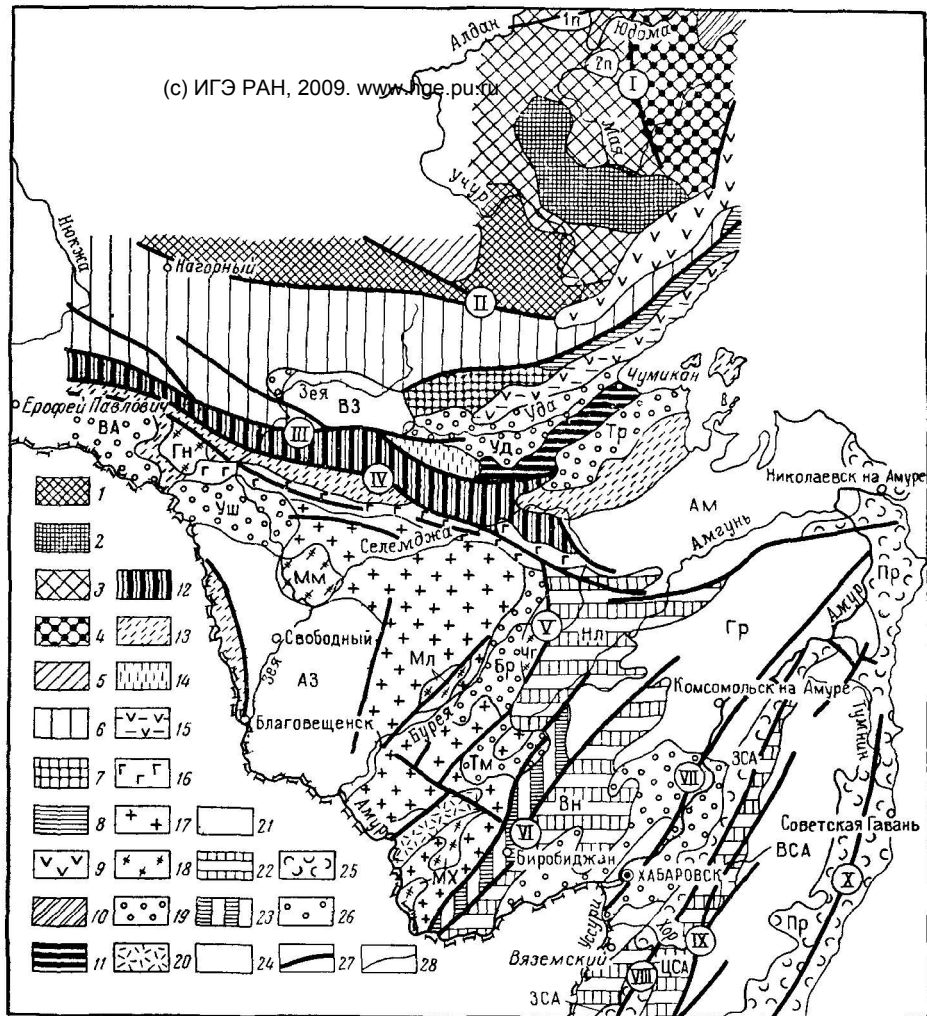 Алдан
1п
Юдома
2п
(с) ИГЭ РАН, 2009. www.hge.pu.ru
I
Мая
Учур
Нюкжа
Нагорный
II
Зея
ВЗ
Чумикан
Уда
Ерофей Павлович
ВА
III
УД
Тр
Гн
IV
Николаевск на Амуре
АМ
Амгунь
Уш
Селемджа
Мм
Пр
Амур
V
Гр
Нл
Свободный
Мл
Бр
чг
АЗ
Зея
Комсомольск на Амуре
Благовещенск
Бурея
Тумнин
Тм
VII
ЗСА
Вн
Амур
Советская Гавань
VI
ВСА
Биробиджан
ХАБАРОВСК
X
МХ
Уссури
Хор
IX
Пр
Вяземский
VIII
ЦСА
ЗСА
1
2
3 12
4 13
5 14
6 15
7 16
8 17 21
9 18 22 25
10 19 23 26
11 20 24 27 28